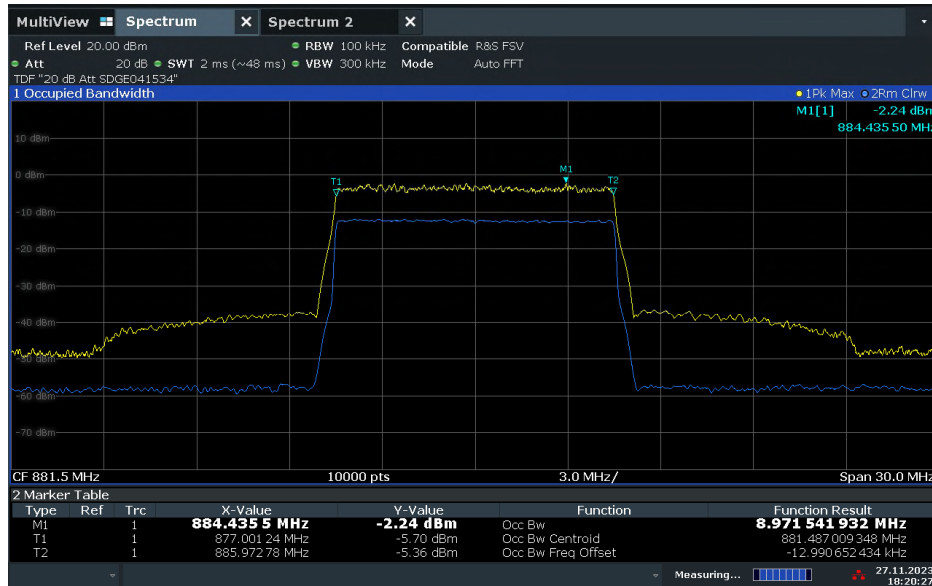 MultiView Spectrum X Spectrum 2 X
Ref Level 20.00 dBm RBW 100 kHz Compatible R&S FSV
Att 20 dB SWT 2 ms (~48 ms) VBW 300 kHz Mode Auto FFT
TDF "20 dB Att SDGE041534"
1 Occupied Bandwidth 1Pk Max 2Rm Clrw
M1[1] -2.24 dBm
884.435 50 MHz
10 dBm
0 dBm
M1
T1 T2
-10 dBm
-20 dBm
-30 dBm
-40 dBm
-50 dBm
-60 dBm
-70 dBm
CF 881.5 MHz 10000 pts 3.0 MHz/ Span 30.0 MHz
2 Marker Table
Type Ref Trc X-Value Y-Value Function Function Result
M1 1 884.435 5 MHz -2.24 dBm Occ Bw 8.971 541 932 MHz
T1 1 877.001 24 MHz -5.70 dBm Occ Bw Centroid 881.487 009 348 MHz
T2 1 885.972 78 MHz -5.36 dBm Occ Bw Freq Offset -12.990 652 434 kHz
Measuring... 27.11.2023
18:20:27